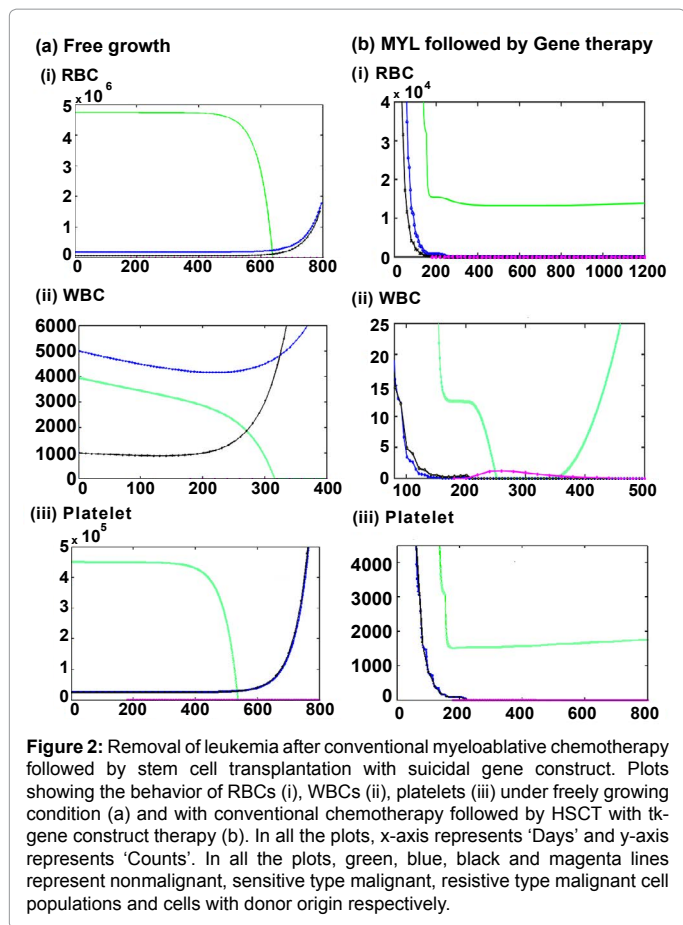 (a) Free growth
(b) MYL followed by Gene therapy
(i) RBC
x 10^6
5
4
3
2
1
0
0 200 400 600 800
(i) RBC
x 10^4
4
3
2
1
0
0 200 400 600 800 1000 1200
(ii) WBC
6000
5000
4000
3000
2000
1000
0
0 100 200 300 400
(ii) WBC
25
20
15
10
5
0
100 200 300 400 500
(iii) Platelet
5 x 10^5
4
3
2
1
0
0 200 400 600 800
(iii) Platelet
4000
3000
2000
1000
0
0 200 400 600 800
Figure 2: Removal of leukemia after conventional myeloablative chemotherapy
followed by stem cell transplantation with suicidal gene construct. Plots
showing the behavior of RBCs (i), WBCs (ii), platelets (iii) under freely growing
condition (a) and with conventional chemotherapy followed by HSCT with tk-
gene construct therapy (b). In all the plots, x-axis represents ‘Days’ and y-axis
represents ‘Counts’. In all the plots, green, blue, black and magenta lines
represent nonmalignant, sensitive type malignant, resistive type malignant cell
populations and cells with donor origin respectively.